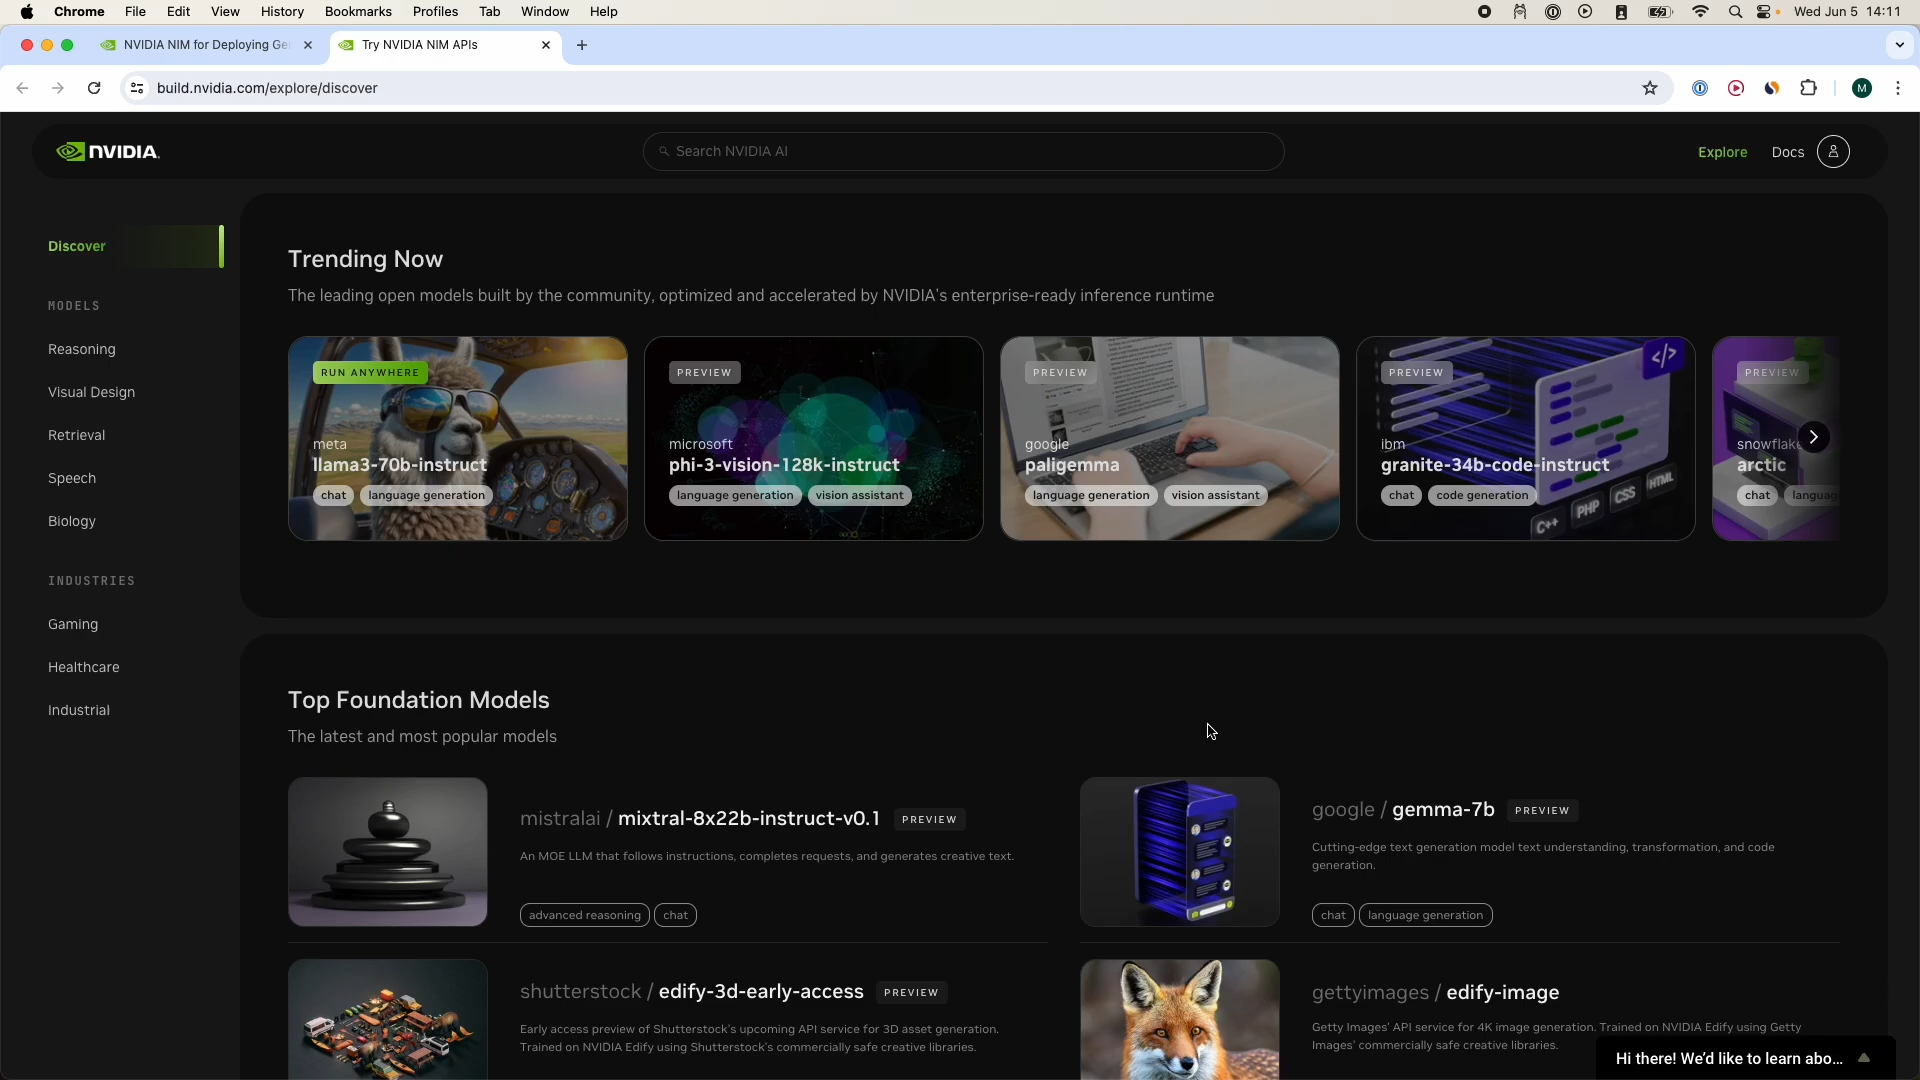 Chrome File Edit View History Bookmarks Profiles Tab Window Help Wed Jun 5 14:11
NVIDIA NIM for Deploying Ge
Try NVIDIA NIM APIs
build.nvidia.com/explore/discover
M
NVIDIA.
Search NVIDIA AI
Explore
Docs
Discover
MODELS
Reasoning
Visual Design
Retrieval
Speech
Biology
INDUSTRIES
Gaming
Healthcare
Industrial
Trending Now
The leading open models built by the community, optimized and accelerated by NVIDIA's enterprise-ready inference runtime
RUN ANYWHERE
meta
llama3-70b-instruct
chat language generation
PREVIEW
microsoft
phi-3-vision-128k-instruct
language generation vision assistant
PREVIEW
google
paligemma
language generation vision assistant
PREVIEW
</>
ibm
granite-34b-code-instruct
chat code generation
C++ PHP CSS HTML
PREVIEW
snowflake
arctic
chat langua
Top Foundation Models
The latest and most popular models
mistralai / mixtral-8x22b-instruct-v0.1 PREVIEW
An MOE LLM that follows instructions, completes requests, and generates creative text.
advanced reasoning chat
google / gemma-7b PREVIEW
Cutting-edge text generation model text understanding, transformation, and code
generation.
chat language generation
shutterstock / edify-3d-early-access PREVIEW
Early access preview of Shutterstock's upcoming API service for 3D asset generation.
Trained on NVIDIA Edify using Shutterstock's commercially safe creative libraries.
gettyimages / edify-image
Getty Images' API service for 4K image generation. Trained on NVIDIA Edify using Getty
Images' commercially safe creative libraries.
Hi there! We'd like to learn abo...